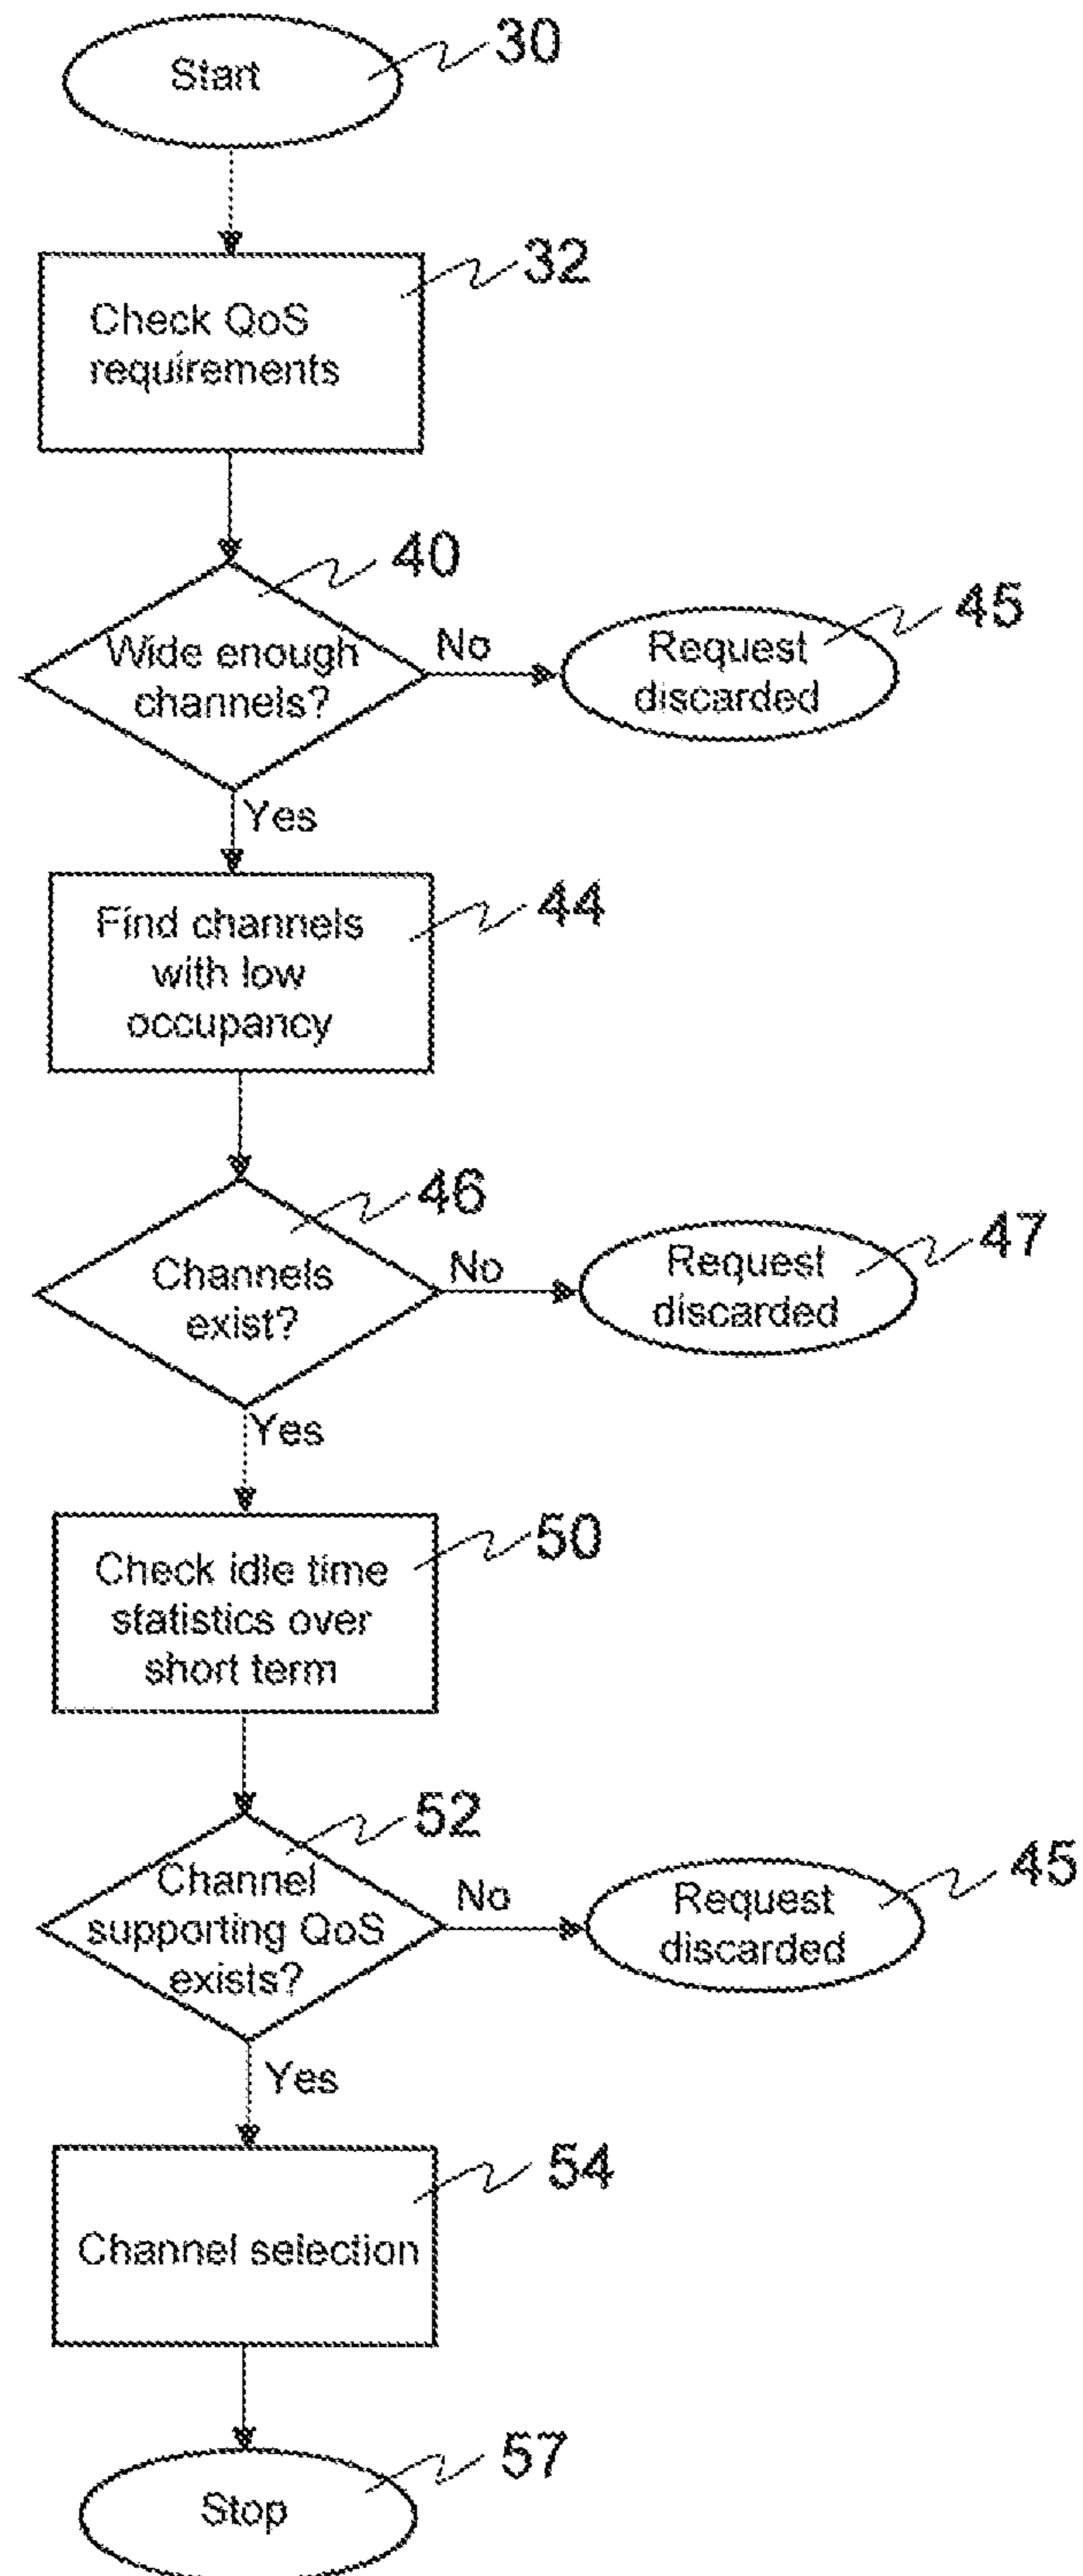 Start
30
Check QoS
requirements
32
Wide enough
channels?
40
No
Request
discarded
45
Yes
Find channels
with low
occupancy
44
Channels
exist?
46
No
Request
discarded
47
Yes
Check idle time
statistics over
short term
50
Channel
supporting QoS
exists?
52
No
Request
discarded
45
Yes
Channel selection
54
Stop
57